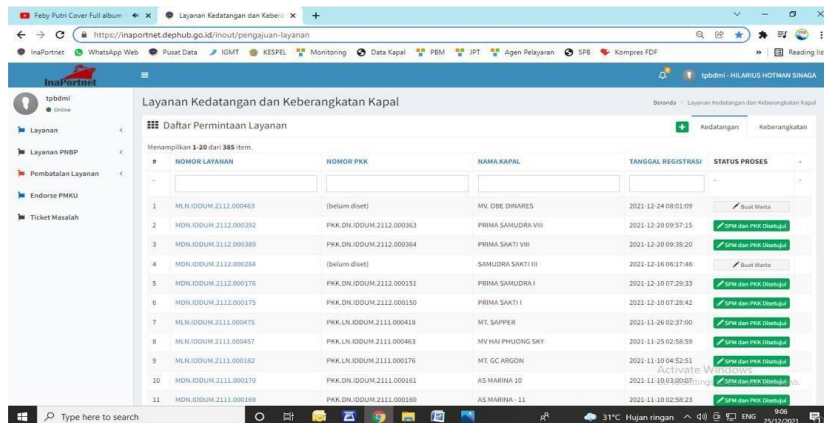 Feby Putri Cover Full album
Layanan Kedatangan dan Kebera
https://inaportnet.dephub.go.id/inout/pengajuan-layanan
InaPortnet WhatsApp Web Pusat Data IGMT KESPEL Monitoring Data Kapal PBM JPT Agen Pelayaran SPB Kompres PDF » Reading list
InaPortnet
tpbdmi - HILARIUS HOTMAN SINAGA
tpbdmi
Online
Layanan
Layanan PNBP
Pembatalan Layanan
Endorse PMKU
Ticket Masalah
Layanan Kedatangan dan Keberangkatan Kapal
Beranda > Layanan Kedatangan dan Keberangkatan Kapal
Daftar Permintaan Layanan
Kedatangan Keberangkatan
Menampilkan 1-20 dari 385 item.
# NOMOR LAYANAN NOMOR PKK NAMA KAPAL TANGGAL REGISTRASI STATUS PROSES -
1 MLN.IDDUM.2112.000463 (belum diset) MV. OBE DINARES 2021-12-24 08:01:09 Buat Warta
2 MDN.IDDUM.2112.000392 PKK.DN.IDDUM.2112.000363 PRIMA SAMUDRA VIII 2021-12-20 09:57:15 SPM dan PKK Disetujui
3 MDN.IDDUM.2112.000389 PKK.DN.IDDUM.2112.000364 PRIMA SAKTI VIII 2021-12-20 09:35:20 SPM dan PKK Disetujui
4 MDN.IDDUM.2112.000284 (belum diset) SAMUDRA SAKTI III 2021-12-16 06:17:46 Buat Warta
5 MDN.IDDUM.2112.000176 PKK.DN.IDDUM.2112.000151 PRIMA SAMUDRA I 2021-12-10 07:29:33 SPM dan PKK Disetujui
6 MDN.IDDUM.2112.000175 PKK.DN.IDDUM.2112.000150 PRIMA SAKTI I 2021-12-10 07:28:42 SPM dan PKK Disetujui
7 MLN.IDDUM.2111.000475 PKK.LN.IDDUM.2111.000418 MT. SAPPER 2021-11-26 02:37:00 SPM dan PKK Disetujui
8 MLN.IDDUM.2111.000457 PKK.LN.IDDUM.2111.000463 MV HAI PHUONG SKY 2021-11-25 02:58:59 SPM dan PKK Disetujui
9 MLN.IDDUM.2111.000182 PKK.LN.IDDUM.2111.000176 MT. GC ARGON 2021-11-10 04:52:51 SPM dan PKK Disetujui
Activate Windows
10 MDN.IDDUM.2111.000170 PKK.DN.IDDUM.2111.000161 AS MARINA 10 2021-11-10 03:00:07 SPM dan PKK Disetujui
11 MDN.IDDUM.2111.000169 PKK.DN.IDDUM.2111.000160 AS MARINA - 11 2021-11-10 02:58:23 SPM dan PKK Disetujui
Type here to search
31°C Hujan ringan ENG 9:06
25/12/2021